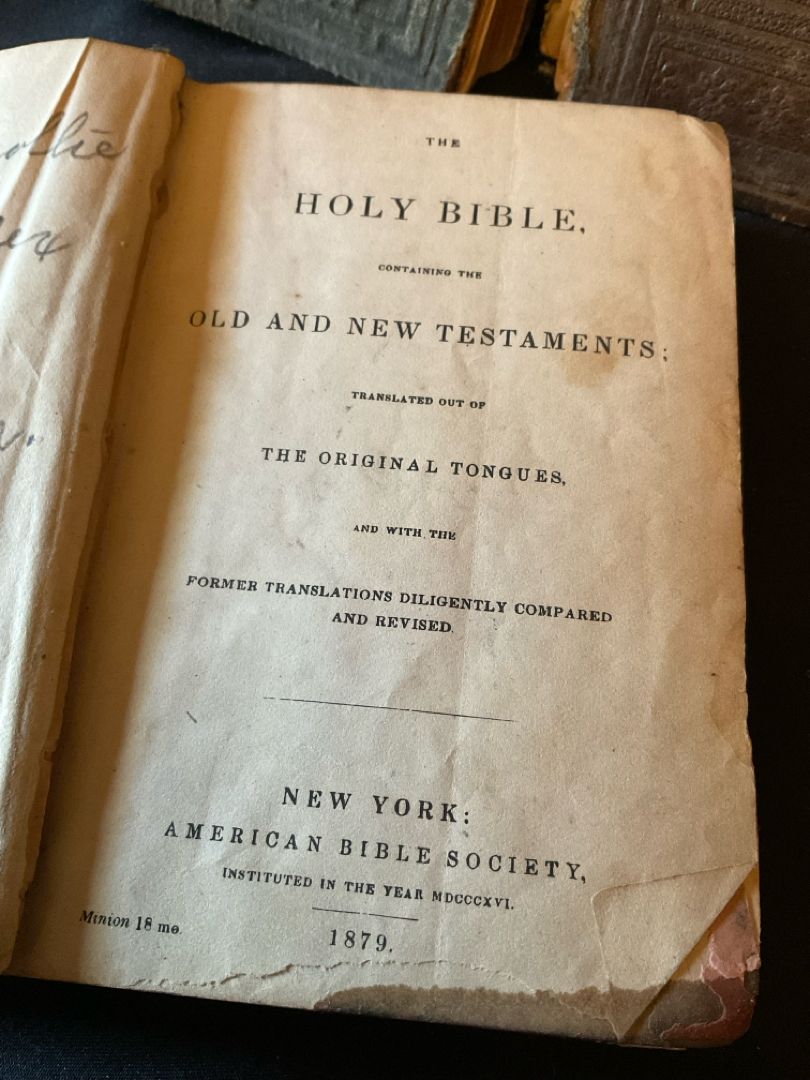 THE
HOLY BIBLE,
CONTAINING THE
OLD AND NEW TESTAMENTS;
TRANSLATED OUT OF
THE ORIGINAL TONGUES,
AND WITH THE
FORMER TRANSLATIONS DILIGENTLY COMPARED
AND REVISED.
NEW YORK:
AMERICAN BIBLE SOCIETY,
INSTITUTED IN THE YEAR MDCCCXVI.
Minion 18 mo.
1879.